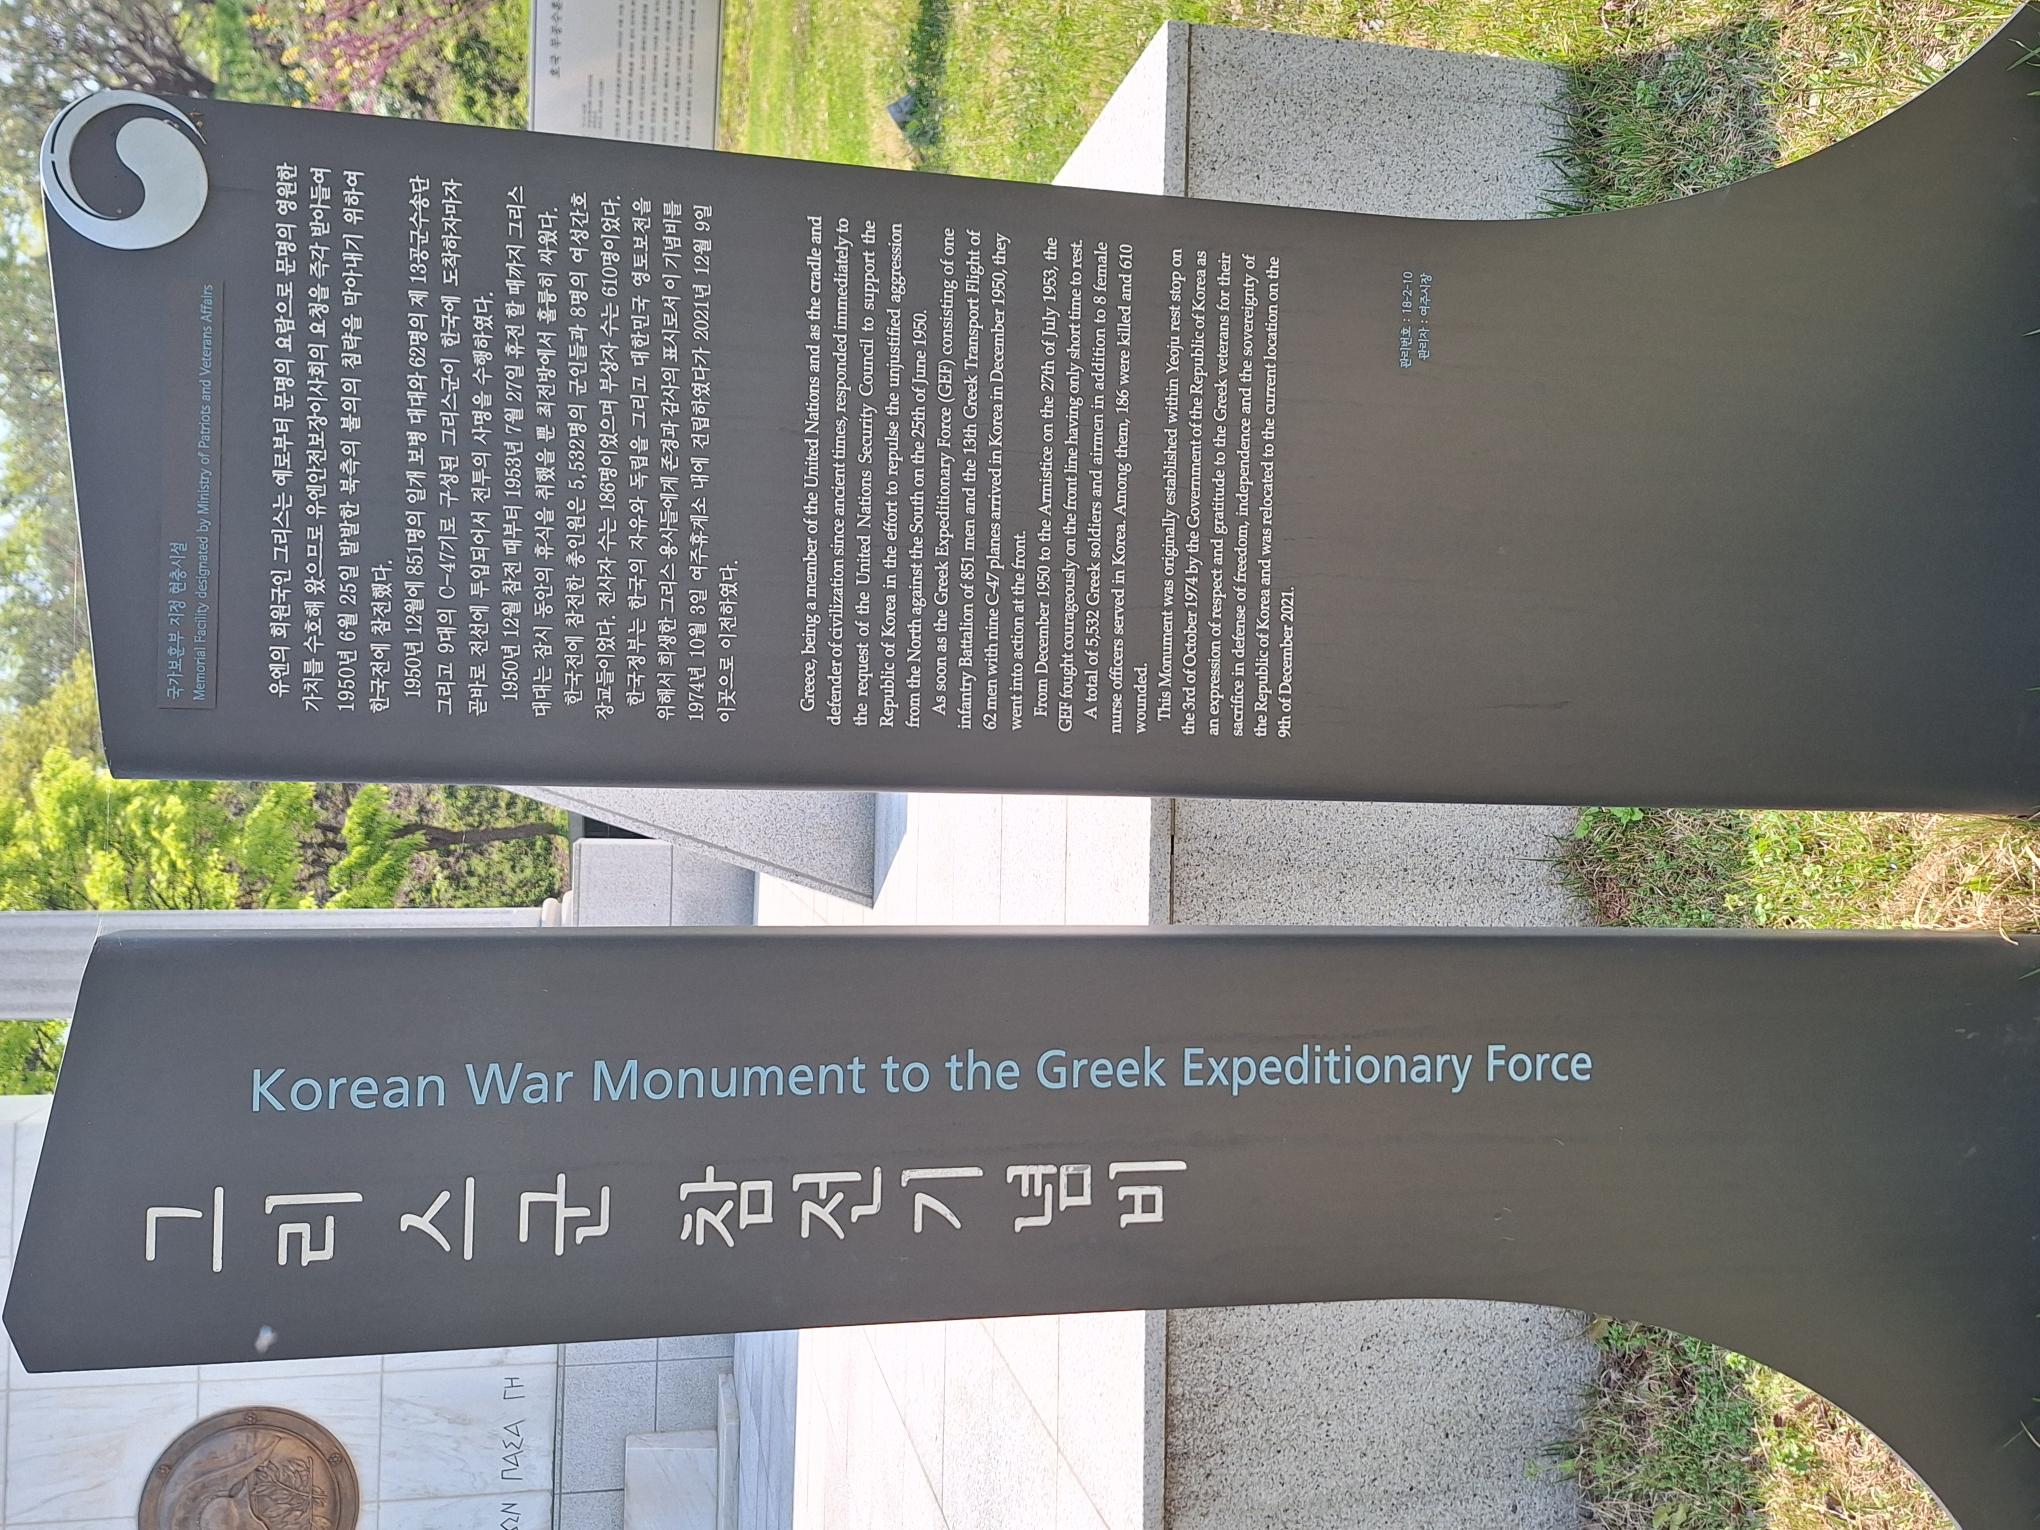 그리스군 참전기념비
Korean War Monument to the Greek Expeditionary Force
국가보훈부 지정 현충시설
Memorial Facility designated by Ministry of Patriots and Veterans Affairs
유엔의 회원국인 그리스는 예로부터 문명의 요람으로 문명의 영원한
가치를 수호해 왔으므로 유엔안전보장이사회의 요청을 즉각 받아들여
1950년 6월 25일 발발한 북측의 불의의 침략을 막아내기 위하여
한국전에 참전했다.
1950년 12월에 851명의 일개 보병 대대와 62명의 제 13공군수송단
그리고 9대의 C-47기로 구성된 그리스군이 한국에 도착하자마자
곧바로 전선에 투입되어서 전투의 사명을 수행하였다.
1950년 12월 참전 때부터 1953년 7월 27일 휴전 할 때까지 그리스
대대는 잠시 동안의 휴식을 취했을 뿐 최전방에서 훌륭히 싸웠다.
한국전에 참전한 총인원은 5,532명의 군인들과 8명의 여성간호
장교들이었다. 전사자 수는 186명이었으며 부상자 수는 610명이었다.
한국정부는 한국의 자유와 독립을 그리고 대한민국 영토보전을
위해서 희생한 그리스 용사들에게 존경과 감사의 표시로서 이 기념비를
1974년 10월 3일 여주휴게소 내에 건립하였다가 2021년 12월 9일
이곳으로 이전하였다.
Greece, being a member of the United Nations and as the cradle and
defender of civilization since ancient times, responded immediately to
the request of the United Nations Security Council to support the
Republic of Korea in the effort to repulse the unjustified aggression
from the North against the South on the 25th of June 1950.
As soon as the Greek Expeditionary Force (GEF) consisting of one
infantry Battalion of 851 men and the 13th Greek Transport Flight of
62 men with nine C-47 planes arrived in Korea in December 1950, they
went into action at the front.
From December 1950 to the Armistice on the 27th of July 1953, the
GEF fought courageously on the front line having only short time to rest.
A total of 5,532 Greek soldiers and airmen in addition to 8 female
nurse officers served in Korea. Among them, 186 were killed and 610
wounded.
This Monument was originally established within Yeoju rest stop on
the 3rd of October 1974 by the Government of the Republic of Korea as
an expression of respect and gratitude to the Greek veterans for their
sacrifice in defense of freedom, independence and the sovereignty of
the Republic of Korea and was relocated to the current location on the
9th of December 2021.
관리번호 : 18-2-10
관리자 : 여주시장
ΩΝ ΠΑΣΑ ΓΗ